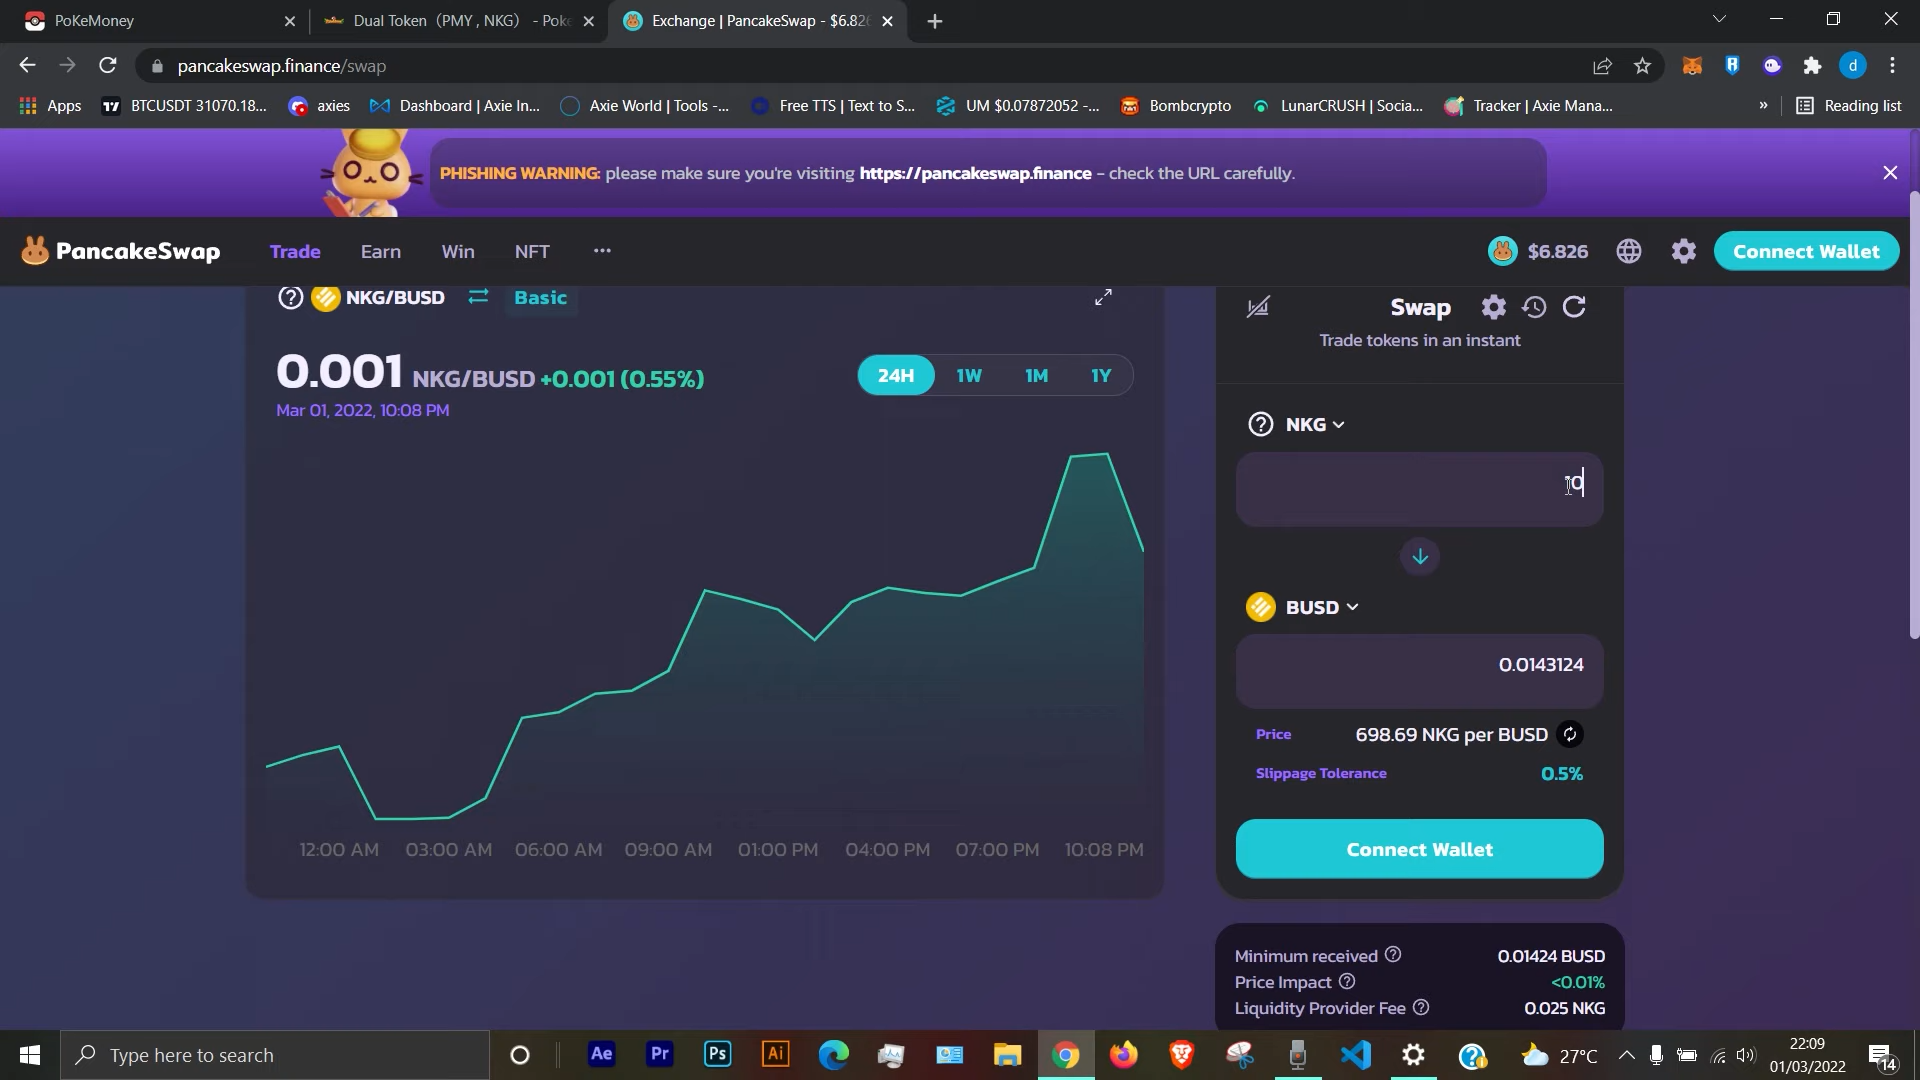 PoKeMoney
Dual Token（PMY , NKG） - Poke
Exchange | PancakeSwap - $6.826
pancakeswap.finance/swap
d
Apps
BTCUSDT 31070.18...
axies
Dashboard | Axie In...
Axie World | Tools -...
Free TTS | Text to S...
UM $0.07872052 -...
Bombcrypto
LunarCRUSH | Socia...
Tracker | Axie Mana...
»
Reading list
PHISHING WARNING: please make sure you're visiting https://pancakeswap.finance - check the URL carefully.
PancakeSwap
Trade
Earn
Win
NFT
$6.826
Connect Wallet
NKG/BUSD
Basic
0.001 NKG/BUSD +0.001 (0.55%)
Mar 01, 2022, 10:08 PM
24H
1W
1M
1Y
12:00 AM
03:00 AM
06:00 AM
09:00 AM
01:00 PM
04:00 PM
07:00 PM
10:08 PM
Swap
Trade tokens in an instant
NKG
10
BUSD
0.0143124
Price
698.69 NKG per BUSD
Slippage Tolerance
0.5%
Connect Wallet
Minimum received
0.01424 BUSD
Price Impact
<0.01%
Liquidity Provider Fee
0.025 NKG
Type here to search
Ae
Pr
Ps
Ai
27°C
22:09
01/03/2022
14